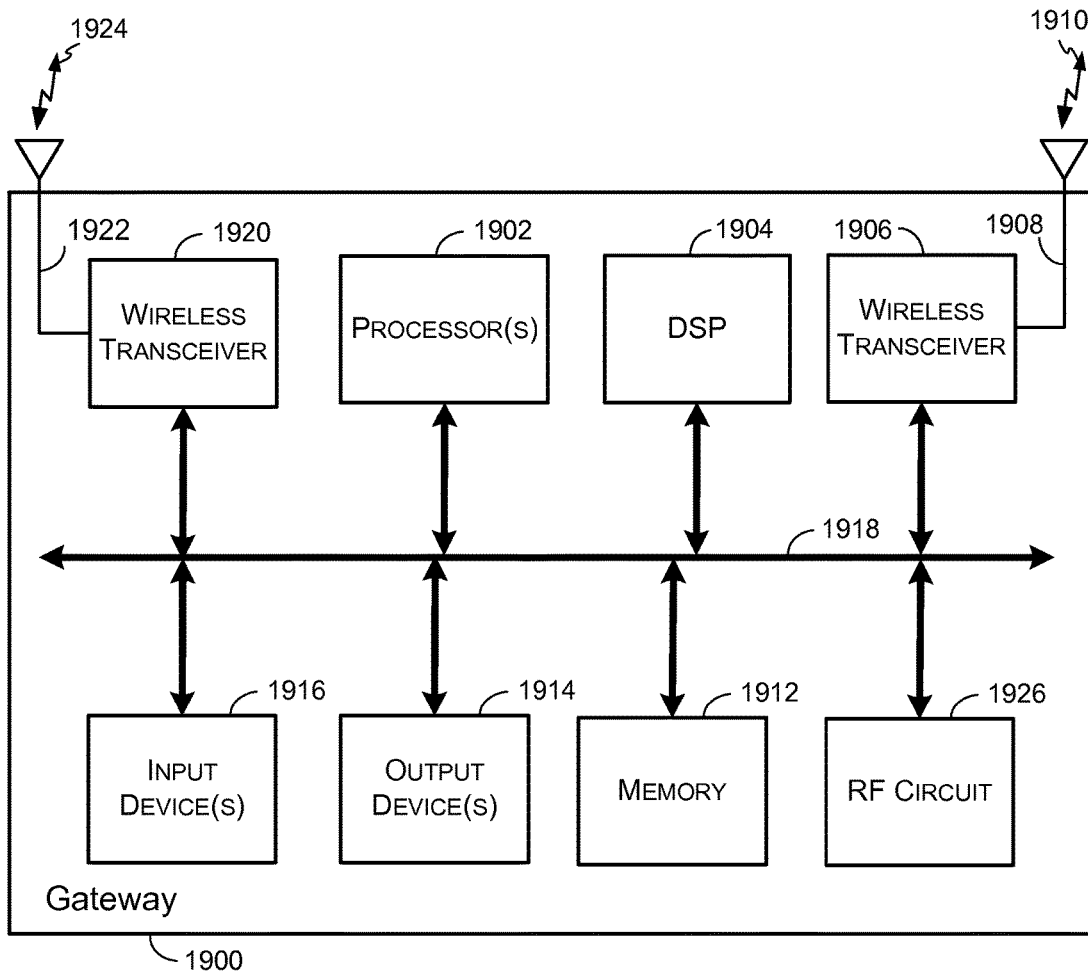 1924
1910
1922
1920
1902
1904
1906
1908
WIRELESS
TRANSCEIVER
PROCESSOR(S)
DSP
WIRELESS
TRANSCEIVER
1918
1916
1914
1912
1926
INPUT
DEVICE(S)
OUTPUT
DEVICE(S)
MEMORY
RF CIRCUIT
Gateway
1900